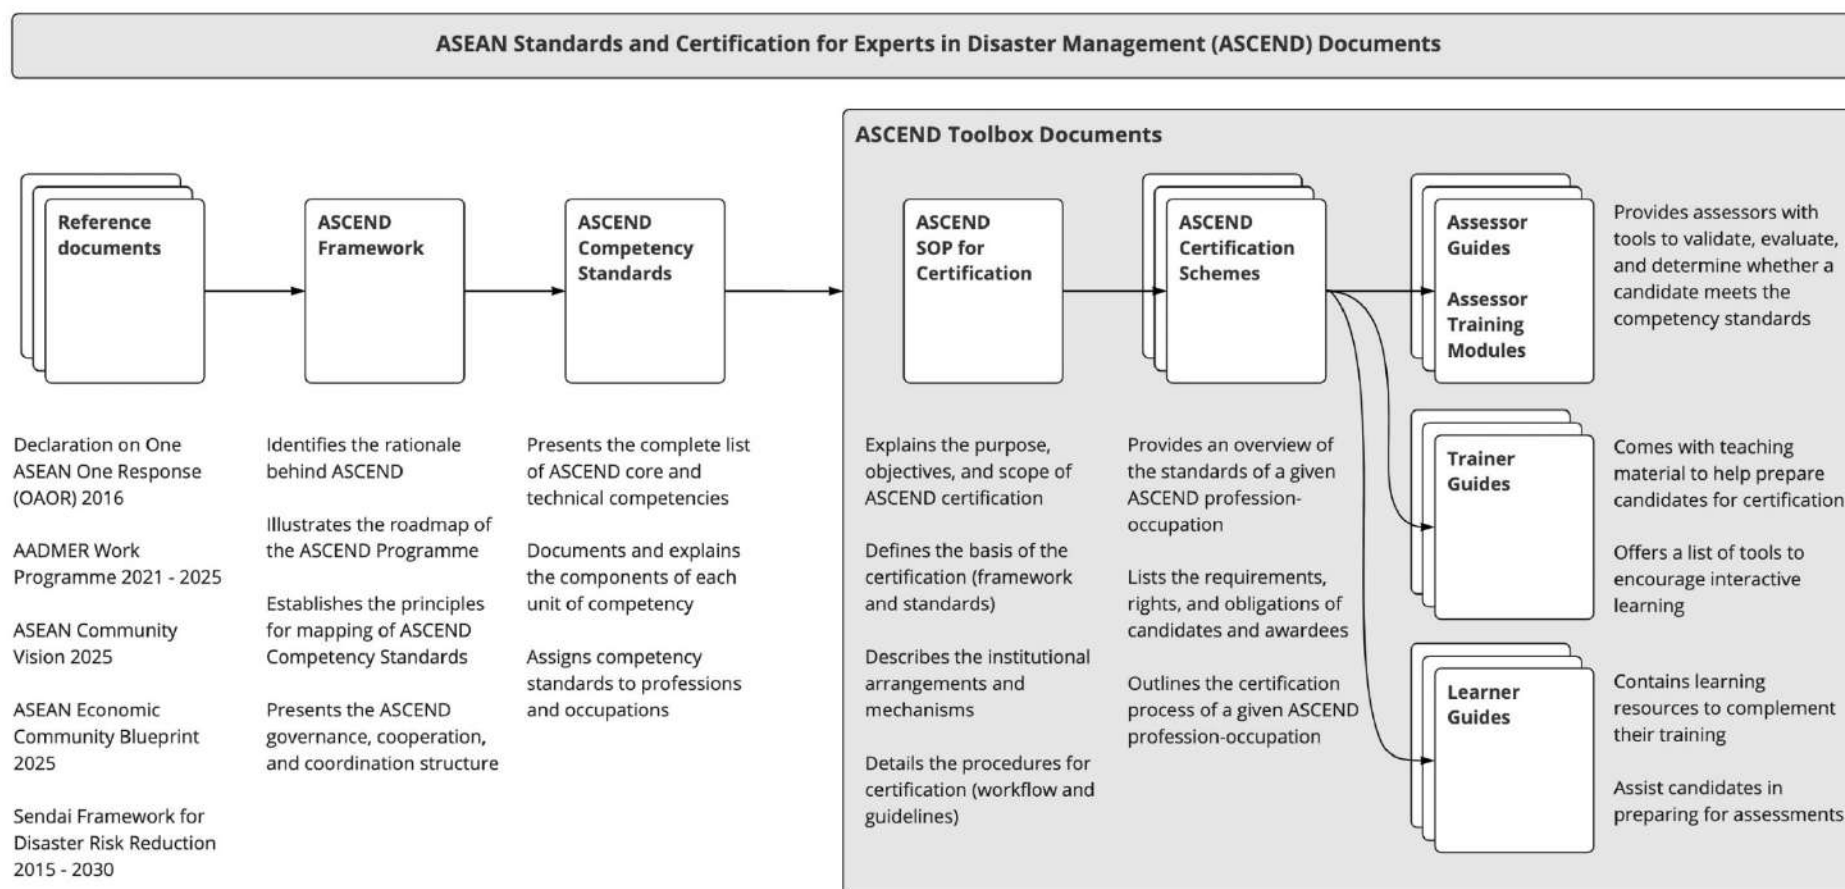 ASEAN Standards and Certification for Experts in Disaster Management (ASCEND) Documents
ASCEND Toolbox Documents
Reference
documents
ASCEND
Framework
ASCEND
Competency
Standards
ASCEND
SOP for
Certification
ASCEND
Certification
Schemes
Assessor
Guides
Assessor
Training
Modules
Provides assessors with
tools to validate, evaluate,
and determine whether a
candidate meets the
competency standards
Declaration on One
ASEAN One Response
(OAOR) 2016
AADMER Work
Programme 2021 - 2025
ASEAN Community
Vision 2025
ASEAN Economic
Community Blueprint
2025
Sendai Framework for
Disaster Risk Reduction
2015 - 2030
Identifies the rationale
behind ASCEND
Illustrates the roadmap of
the ASCEND Programme
Establishes the principles
for mapping of ASCEND
Competency Standards
Presents the ASCEND
governance, cooperation,
and coordination structure
Presents the complete list
of ASCEND core and
technical competencies
Documents and explains
the components of each
unit of competency
Assigns competency
standards to professions
and occupations
Explains the purpose,
objectives, and scope of
ASCEND certification
Defines the basis of the
certification (framework
and standards)
Describes the institutional
arrangements and
mechanisms
Details the procedures for
certification (workflow and
guidelines)
Provides an overview of
the standards of a given
ASCEND profession-
occupation
Lists the requirements,
rights, and obligations of
candidates and awardees
Outlines the certification
process of a given ASCEND
profession-occupation
Trainer
Guides
Comes with teaching
material to help prepare
candidates for certification
Offers a list of tools to
encourage interactive
learning
Learner
Guides
Contains learning
resources to complement
their training
Assist candidates in
preparing for assessments